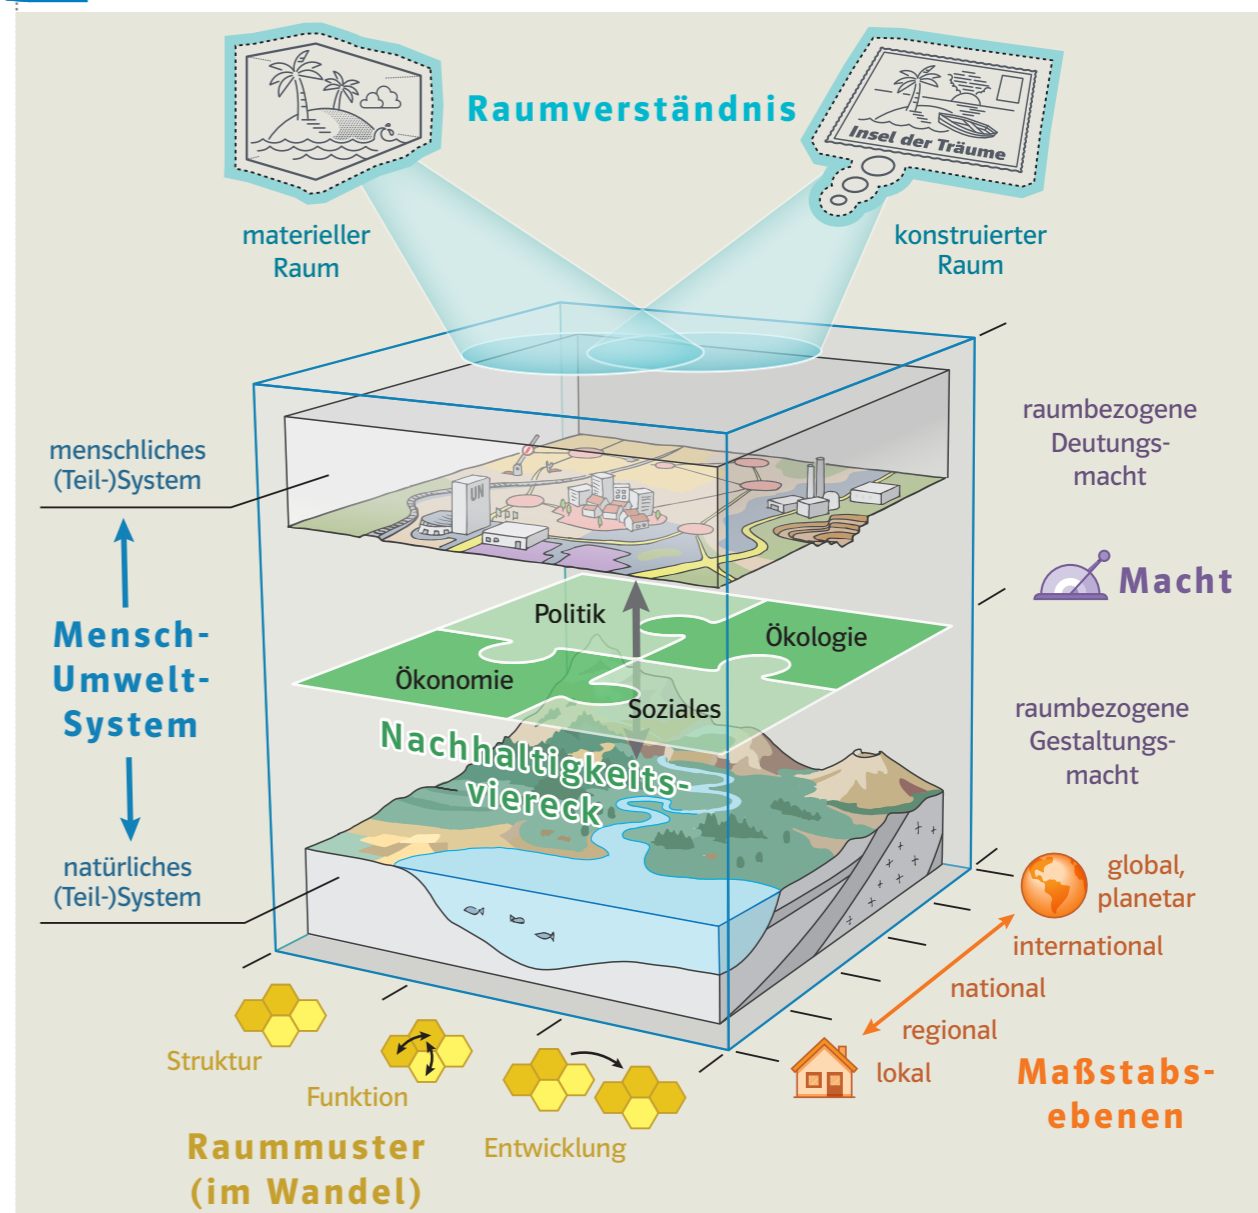 Raumverständnis
Insel der Träume
materieller
Raum
konstruierter
Raum
menschliches
(Teil-)System
raumbezogene
Deutungs-
macht
UN
Macht
Mensch-
Umwelt-
System
Politik
Ökologie
Ökonomie
Soziales
Nachhaltigkeits-
viereck
raumbezogene
Gestaltungs-
macht
natürliches
(Teil-)System
global,
planetar
international
national
regional
lokal
Maßstabs-
ebenen
Struktur
Funktion
Entwicklung
Raummuster
(im Wandel)